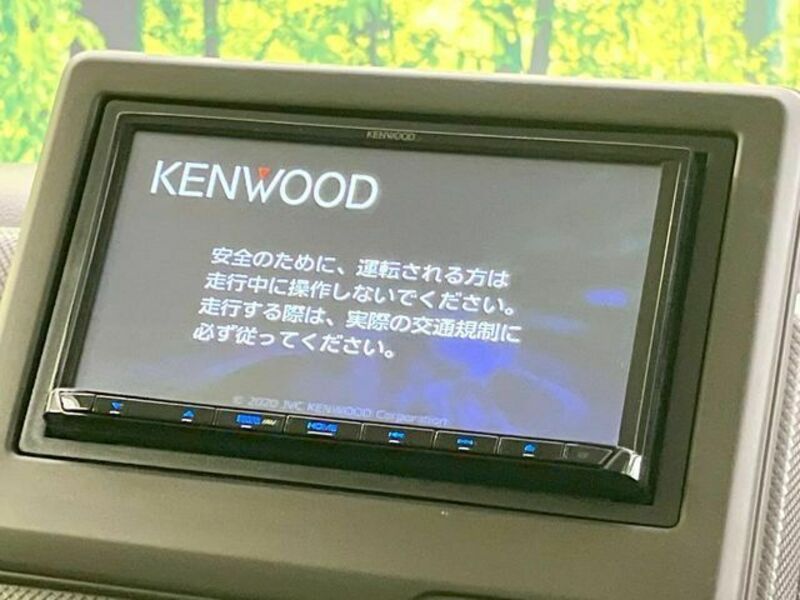 KENWOOD
KENWOOD
安全のために、運転される方は
走行中に操作しないでください。
走行する際は、実際の交通規制に
必ず従ってください。
© 2020 JVC KENWOOD Corporation
HOME